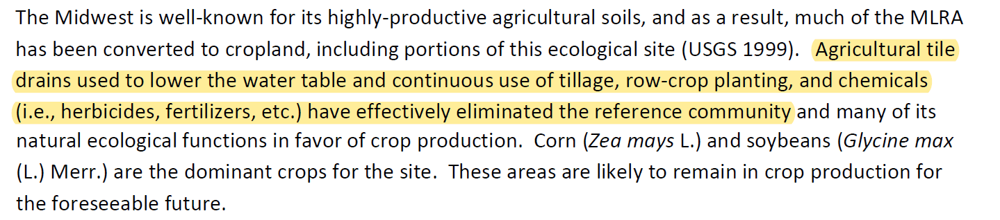 The Midwest is well-known for its highly-productive agricultural soils, and as a result, much of the MLRA
has been converted to cropland, including portions of this ecological site (USGS 1999).  Agricultural tile
drains used to lower the water table and continuous use of tillage, row-crop planting, and chemicals
(i.e., herbicides, fertilizers, etc.) have effectively eliminated the reference community and many of its
natural ecological functions in favor of crop production.  Corn (Zea mays L.) and soybeans (Glycine max
(L.) Merr.) are the dominant crops for the site.  These areas are likely to remain in crop production for
the foreseeable future.